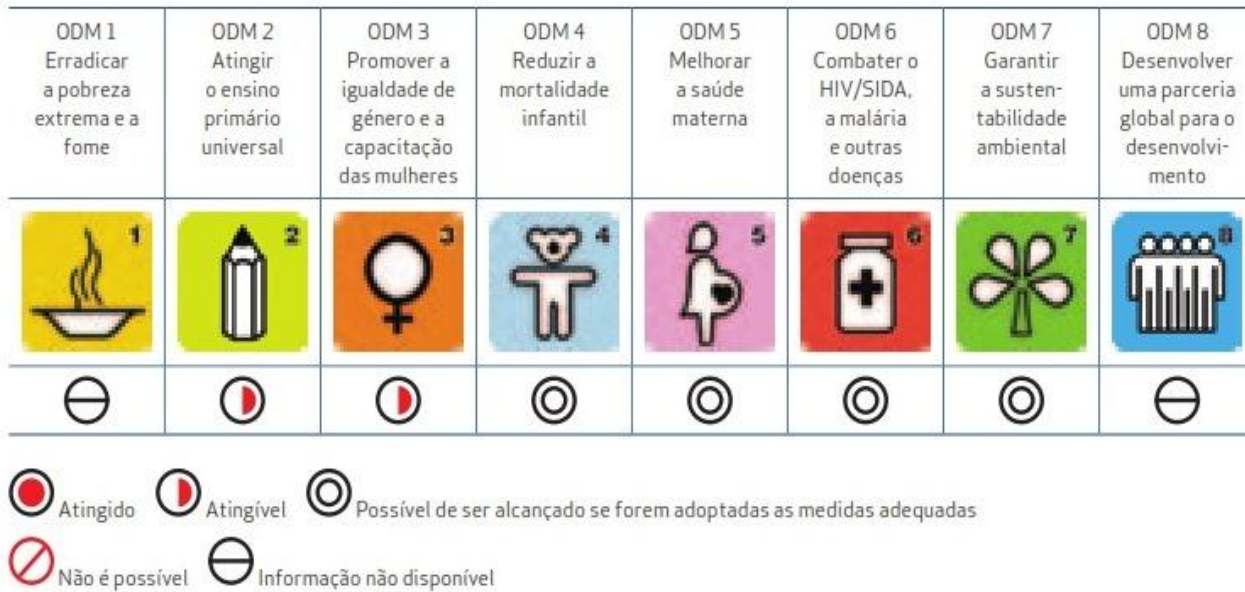 ODM 1
Erradicar
a pobreza
extrema e a
fome
ODM 2
Atingir
o ensino
primário
universal
ODM 3
Promover a
igualdade de
género e a
capacitação
das mulheres
ODM 4
Reduzir a
mortalidade
infantil
ODM 5
Melhorar
a saúde
materna
ODM 6
Combater o
HIV/SIDA,
a malária
e outras
doenças
ODM 7
Garantir
a susten-
tabilidade
ambiental
ODM 8
Desenvolver
uma parceria
global para o
desenvolvi-
mento
1
2
3
4
5
6
7
8
Atingido
Atingível
Possível de ser alcançado se forem adoptadas as medidas adequadas
Não é possível
Informação não disponível